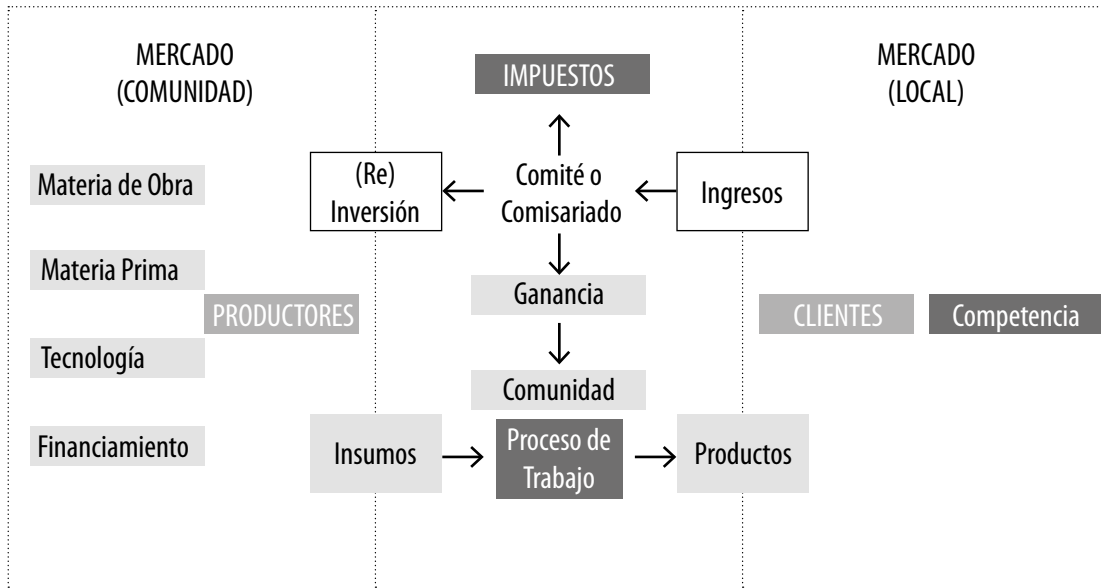 MERCADO
(COMUNIDAD)
IMPUESTOS
MERCADO
(LOCAL)
Materia de Obra
(Re)
Inversión
Comité o
Comisariado
Ingresos
Materia Prima
Ganancia
PRODUCTORES
CLIENTES
Competencia
Tecnología
Comunidad
Financiamiento
Insumos
Proceso de
Trabajo
Productos